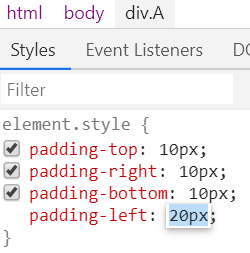 html body div.A
Styles Event Listeners DO
Filter
element.style {
padding-top: 10px;
padding-right: 10px;
padding-bottom: 10px;
padding-left: 20px;
}